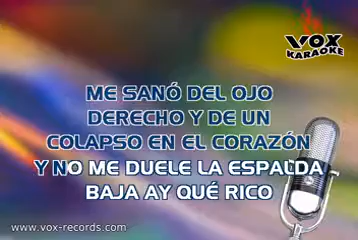 VOX
KARAOKE
ME SANÓ DEL OJO
DERECHO Y DE UN
COLAPSO EN EL CORAZÓN
Y NO ME DUELE LA ESPALDA
BAJA AY QUÉ RICO
www.vox-records.com